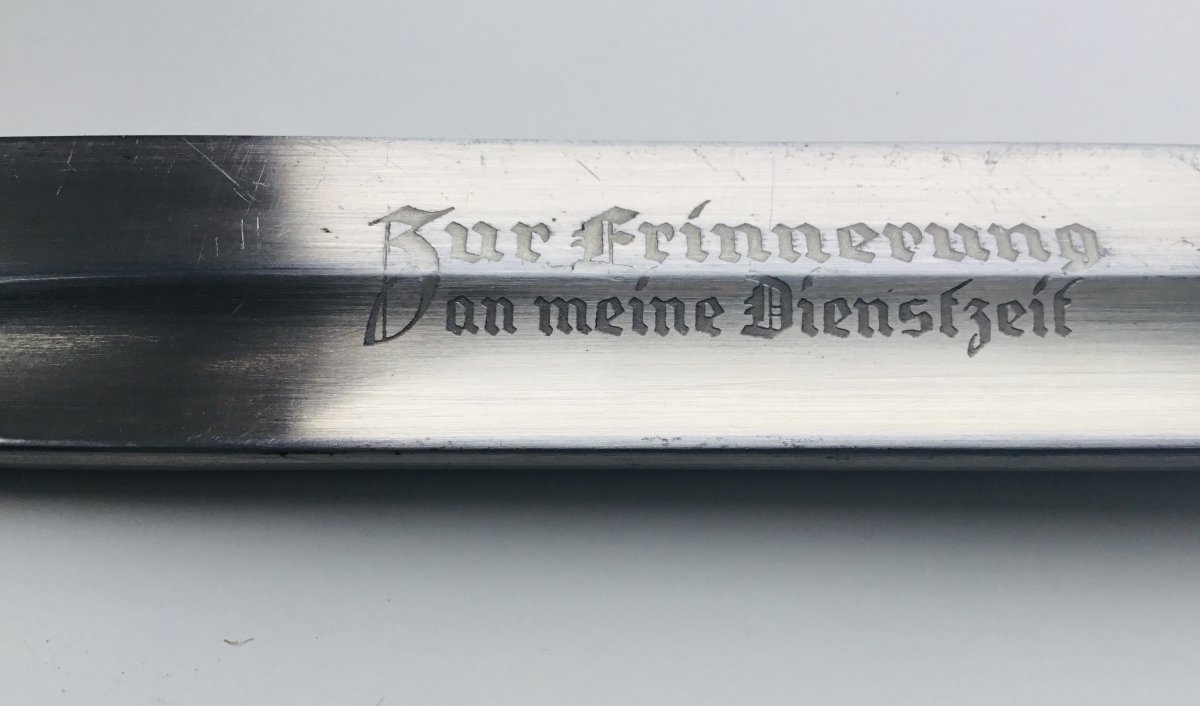 Zur Erinnerung
an meine Dienstzeit